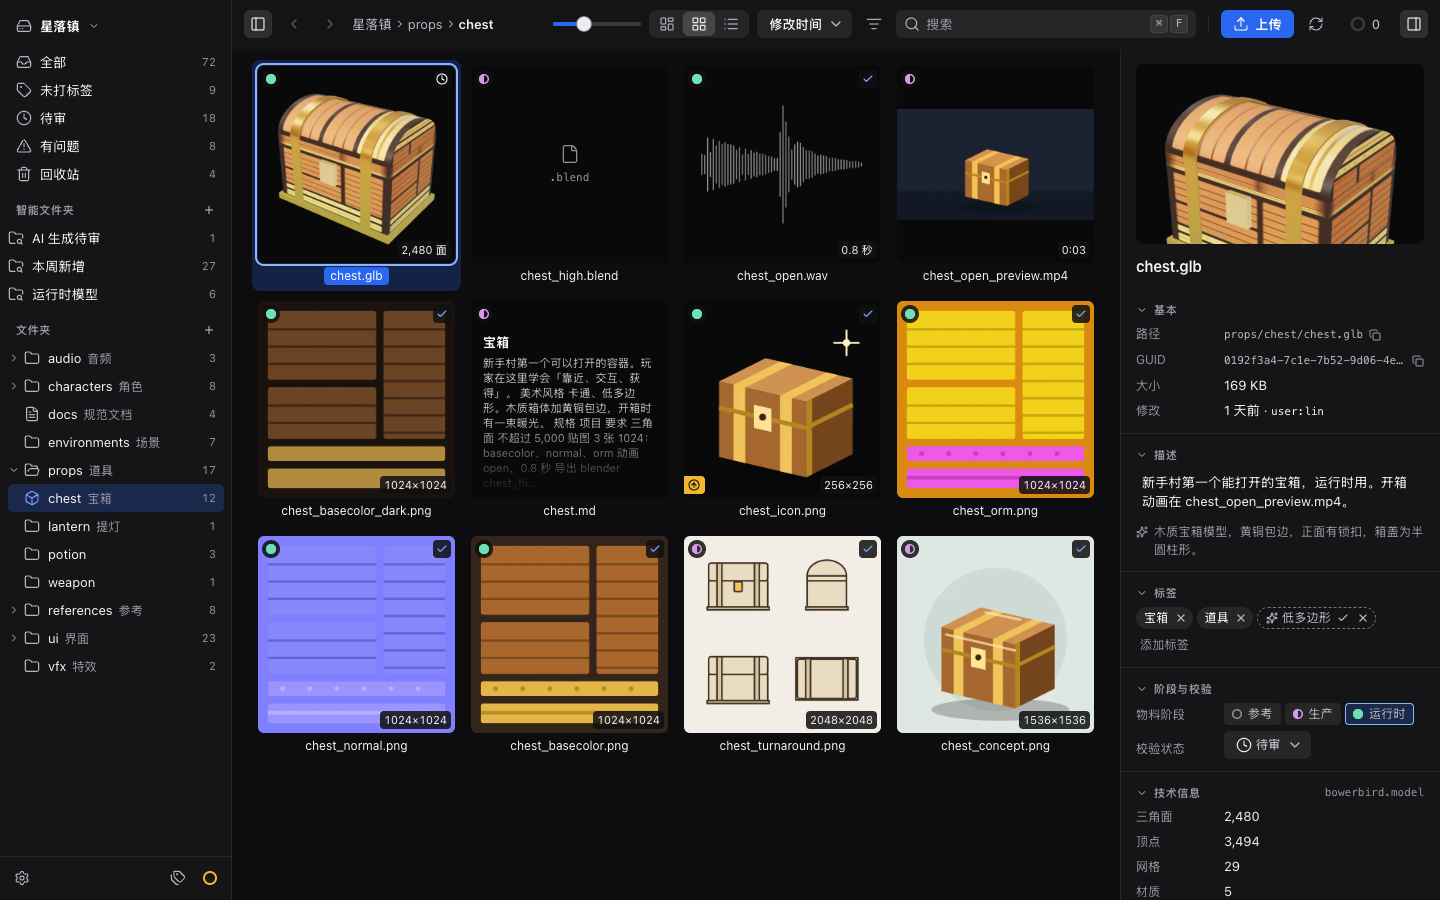 星落镇
全部 72
未打标签 9
待审 18
有问题 8
回收站 4
智能文件夹
AI 生成待审 1
本周新增 27
运行时模型 6
文件夹
audio 音频 3
characters 角色 8
docs 规范文档 4
environments 场景 7
props 道具 17
chest 宝箱 12
lantern 提灯 1
potion 3
weapon 1
references 参考 8
ui 界面 23
vfx 特效 2
星落镇 > props > chest
修改时间
搜索
⌘ F
上传
0
2,480 面
chest.glb
.blend
chest_high.blend
0.8 秒
chest_open.wav
0:03
chest_open_preview.mp4
1024×1024
chest_basecolor_dark.png
宝箱
新手村第一个可以打开的容器。玩
家在这里学会「靠近、交互、获
得」。 美术风格 卡通、低多边
形。木质箱体加黄铜包边，开箱时
有一束暖光。 规格 项目 要求 三角
面 不超过 5,000 贴图 3 张 1024:
basecolor、normal、orm 动画
open，0.8 秒 导出 blender
chest_hi...
chest.md
256×256
chest_icon.png
1024×1024
chest_orm.png
1024×1024
chest_normal.png
1024×1024
chest_basecolor.png
2048×2048
chest_turnaround.png
1536×1536
chest_concept.png
chest.glb
基本
路径 props/chest/chest.glb
GUID 0192f3a4-7c1e-7b52-9d06-4e…
大小 169 KB
修改 1 天前 · user:lin
描述
新手村第一个能打开的宝箱，运行时用。开箱
动画在 chest_open_preview.mp4。
木质宝箱模型，黄铜包边，正面有锁扣，箱盖为半
圆柱形。
标签
宝箱 道具 低多边形
添加标签
阶段与校验
物料阶段 参考 生产 运行时
校验状态 待审
技术信息 bowerbird.model
三角面 2,480
顶点 3,494
网格 29
材质 5